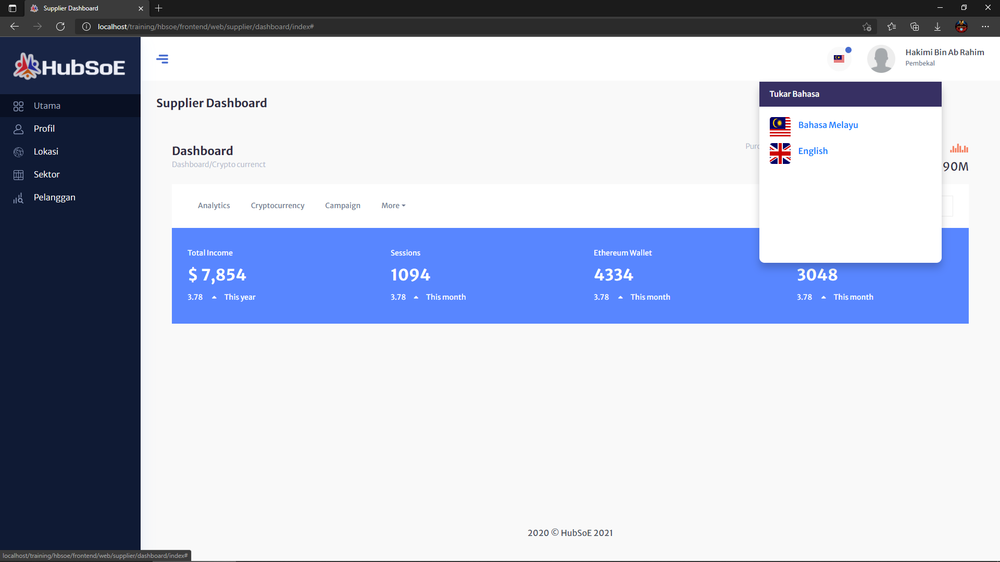 Supplier Dashboard
localhost/training/hbsoe/frontend/web/supplier/dashboard/index#
HubSoE
Hakimi Bin Ab Rahim
Pembekal
Utama
Profil
Lokasi
Sektor
Pelanggan
Supplier Dashboard
Tukar Bahasa
Bahasa Melayu
English
Dashboard
Dashboard/Crypto currenct
90M
Analytics Cryptocurrency Campaign More
Total Income Sessions Ethereum Wallet
$ 7,854 1094 4334 3048
3.78 This year 3.78 This month 3.78 This month 3.78 This month
2020 © HubSoE 2021
localhost/training/hbsoe/frontend/web/supplier/dashboard/index#